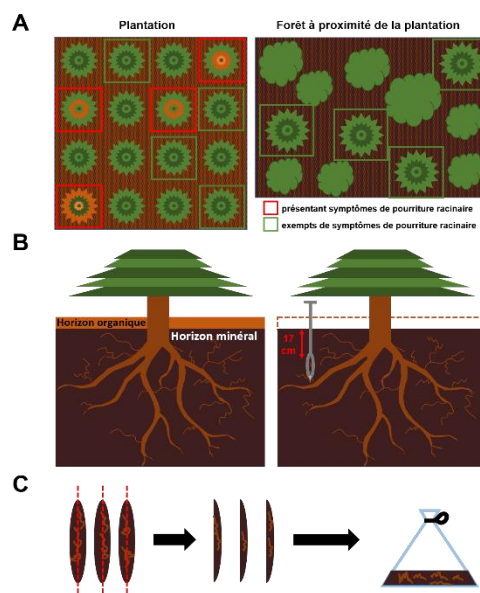 A
Plantation
Forêt à proximité de la plantation
présentant symptômes de pourriture racinaire
exempts de symptômes de pourriture racinaire
B
Horizon organique
Horizon minéral
17
cm
C